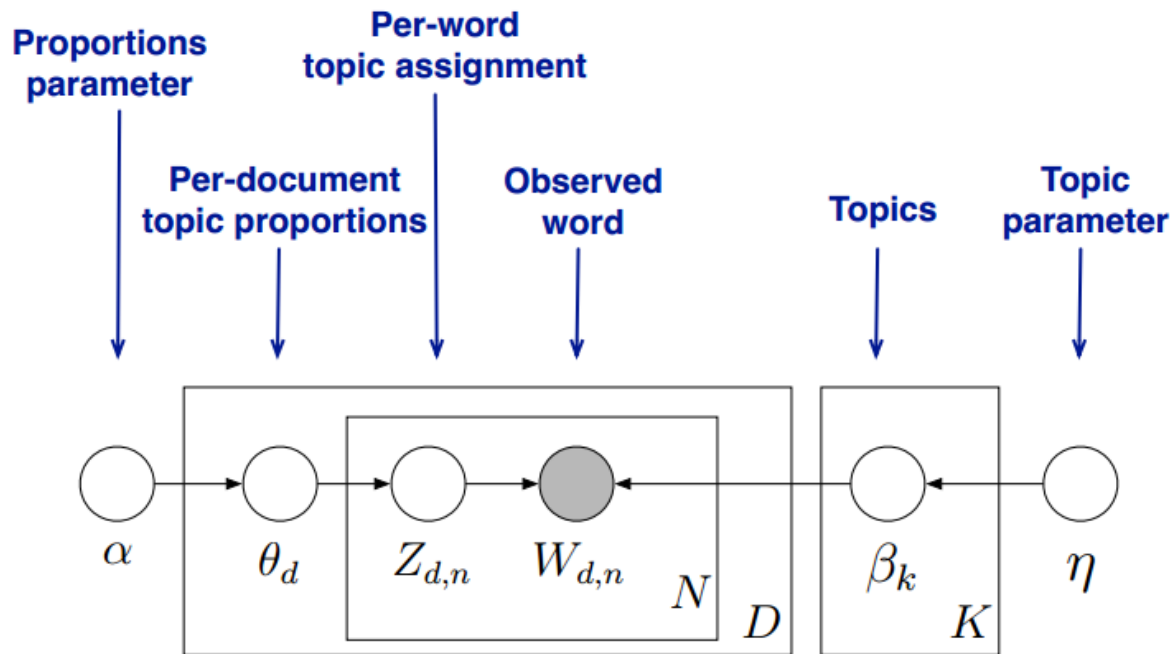 Proportions
parameter
Per-word
topic assignment
Per-document
topic proportions
Observed
word
Topics
Topic
parameter
α
θ_d
Z_{d,n}
W_{d,n}
N
D
β_k
K
η